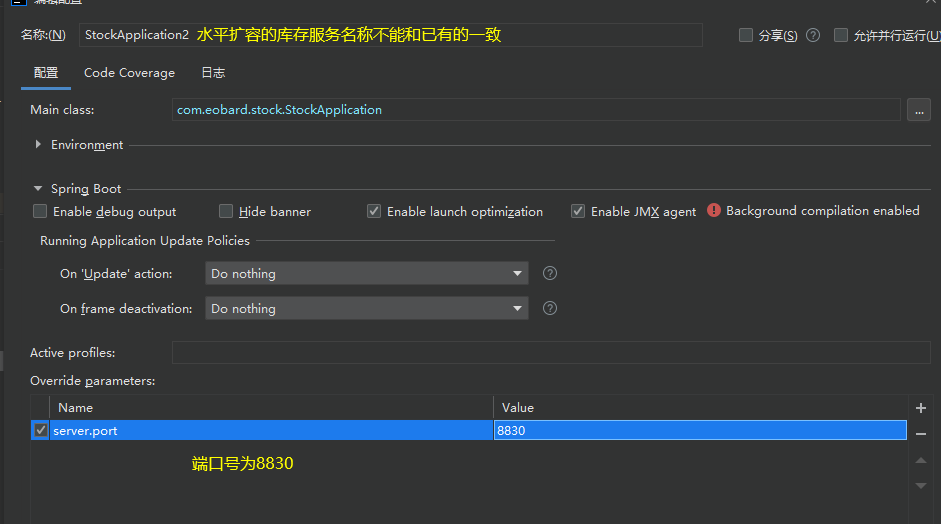 编辑配置
名称:(N) StockApplication2 水平扩容的库存服务名称不能和已有的一致 分享(S) 允许并行运行(U)
配置 Code Coverage 日志
Main class: com.eobard.stock.StockApplication ...
Environment
Spring Boot
Enable debug output Hide banner Enable launch optimization Enable JMX agent Background compilation enabled
Running Application Update Policies
On 'Update' action: Do nothing
On frame deactivation: Do nothing
Active profiles:
Override parameters:
Name Value
server.port 8830
端口号为8830